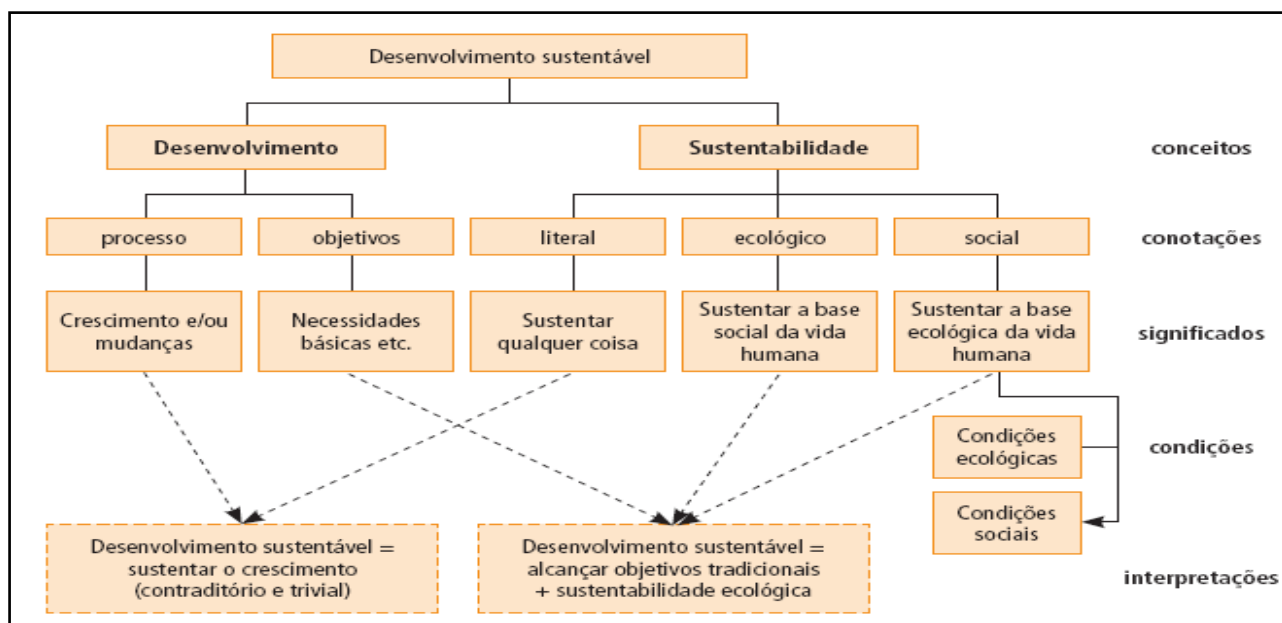 Desenvolvimento sustentável
Desenvolvimento
Sustentabilidade
conceitos
processo
objetivos
literal
ecológico
social
conotações
Crescimento e/ou
mudanças
Necessidades
básicas etc.
Sustentar
qualquer coisa
Sustentar a base
social da vida
humana
Sustentar a base
ecológica da vida
humana
significados
Condições
ecológicas
condições
Condições
sociais
Desenvolvimento sustentável =
sustentar o crescimento
(contraditório e trivial)
Desenvolvimento sustentável =
alcançar objetivos tradicionais
+ sustentabilidade ecológica
interpretações